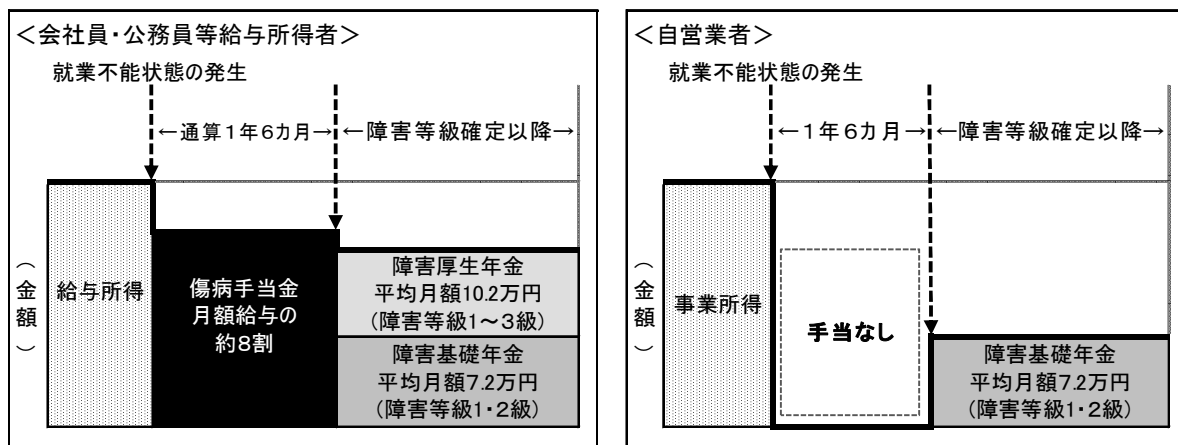 ＜会社員・公務員等給与所得者＞
就業不能状態の発生
←通算1年6カ月→
←障害等級確定以降→
（金額）
給与所得
傷病手当金
月額給与の
約8割
障害厚生年金
平均月額10.2万円
（障害等級1～3級）
障害基礎年金
平均月額7.2万円
（障害等級1・2級）
＜自営業者＞
就業不能状態の発生
←1年6カ月→
←障害等級確定以降→
（金額）
事業所得
手当なし
障害基礎年金
平均月額7.2万円
（障害等級1・2級）